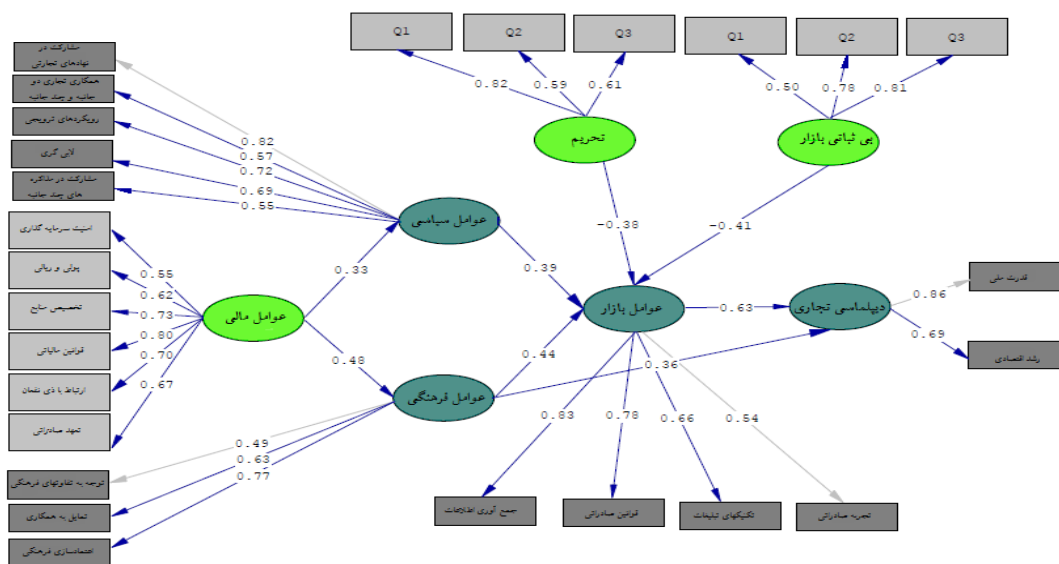 Q1
Q2
Q3
Q1
Q2
Q3
مشارکت در
نهادهای تجارتی
همکاری تجاری دو
جانبه و چند جانبه
رویکردهای ترویجی
لابی گری
مشارکت در مذاکره
های چند جانبه
0.82
0.57
0.72
0.69
0.55
0.82
0.59
0.61
0.50
0.78
0.81
تحریم
بی ثباتی بازار
عوامل سیاسی
-0.38
-0.41
امنیت سرمایه گذاری
پولی و ریالی
تخصیص منابع
قوانین مالیاتی
ارتباط با ذی نفعان
تعهد صادراتی
0.55
0.62
0.73
0.80
0.70
0.67
عوامل مالی
0.33
0.48
0.39
0.44
عوامل بازار
0.63
دیپلماسی تجاری
0.86
0.69
قدرت ملی
رشد اقتصادی
عوامل فرهنگی
0.36
0.49
0.63
0.77
توجه به تفاوتهای فرهنگی
تمایل به همکاری
اعتمادسازی فرهنگی
0.83
0.78
0.66
0.54
جمع آوری اطلاعات
قوانین صادراتی
تکنیکهای تبلیغات
تجربه صادراتی